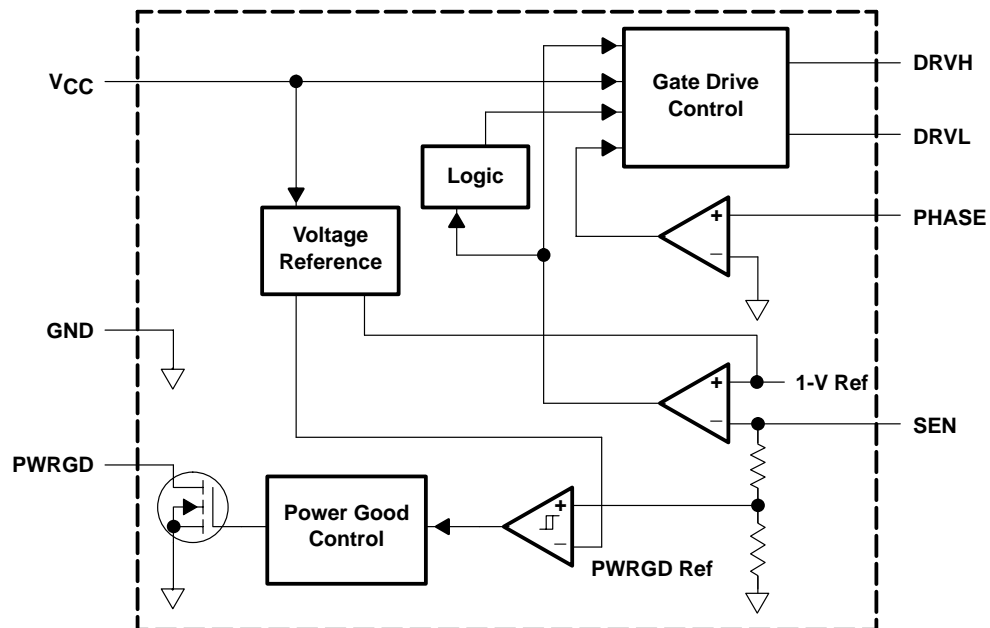 VCC
Gate Drive
Control
DRVH
DRVL
Logic
+
−
PHASE
Voltage
Reference
GND
+
−
1-V Ref
SEN
PWRGD
Power Good
Control
+
−
PWRGD Ref